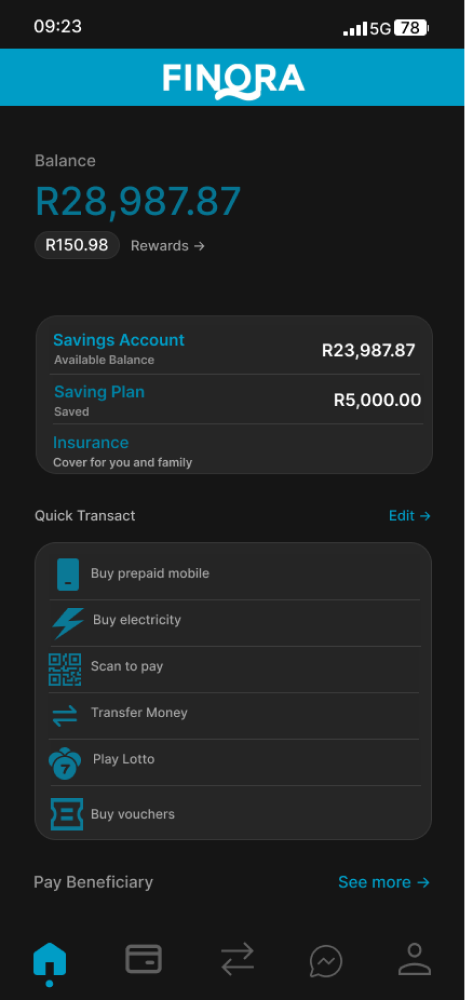 09:23 5G 78
FINQRA
Balance
R28,987.87
R150.98 Rewards →
Savings Account R23,987.87
Available Balance
Saving Plan R5,000.00
Saved
Insurance
Cover for you and family
Quick Transact Edit →
Buy prepaid mobile
Buy electricity
Scan to pay
Transfer Money
7 Play Lotto
Buy vouchers
Pay Beneficiary See more →